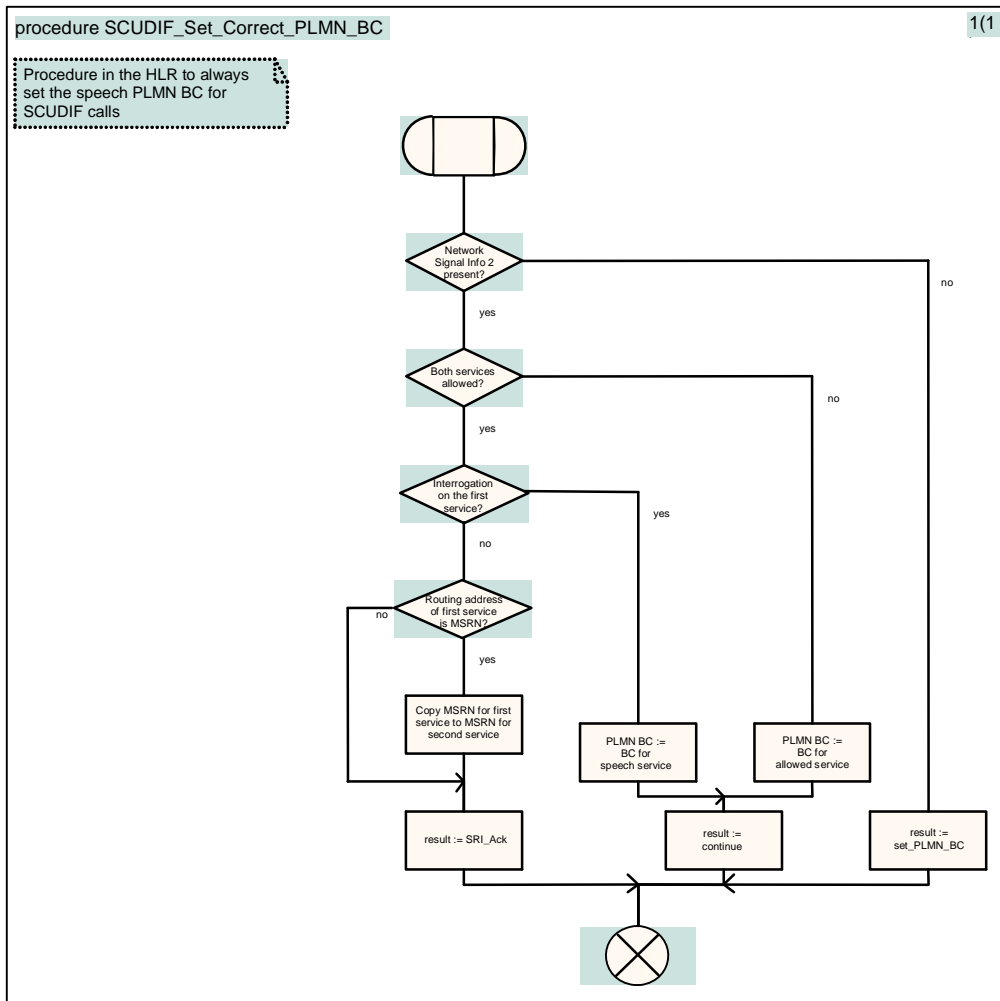 procedure SCUDIF_Set_Correct_PLMN_BC
1(1
Procedure in the HLR to always
set the speech PLMN BC for
SCUDIF calls
Network
Signal Info 2
present?
no
yes
Both services
allowed?
no
yes
Interrogation
on the first
service?
yes
no
Routing address
of first service
is MSRN?
no
yes
Copy MSRN for first
service to MSRN for
second service
PLMN BC :=
BC for
speech service
PLMN BC :=
BC for
allowed service
result := SRI_Ack
result :=
continue
result :=
set_PLMN_BC